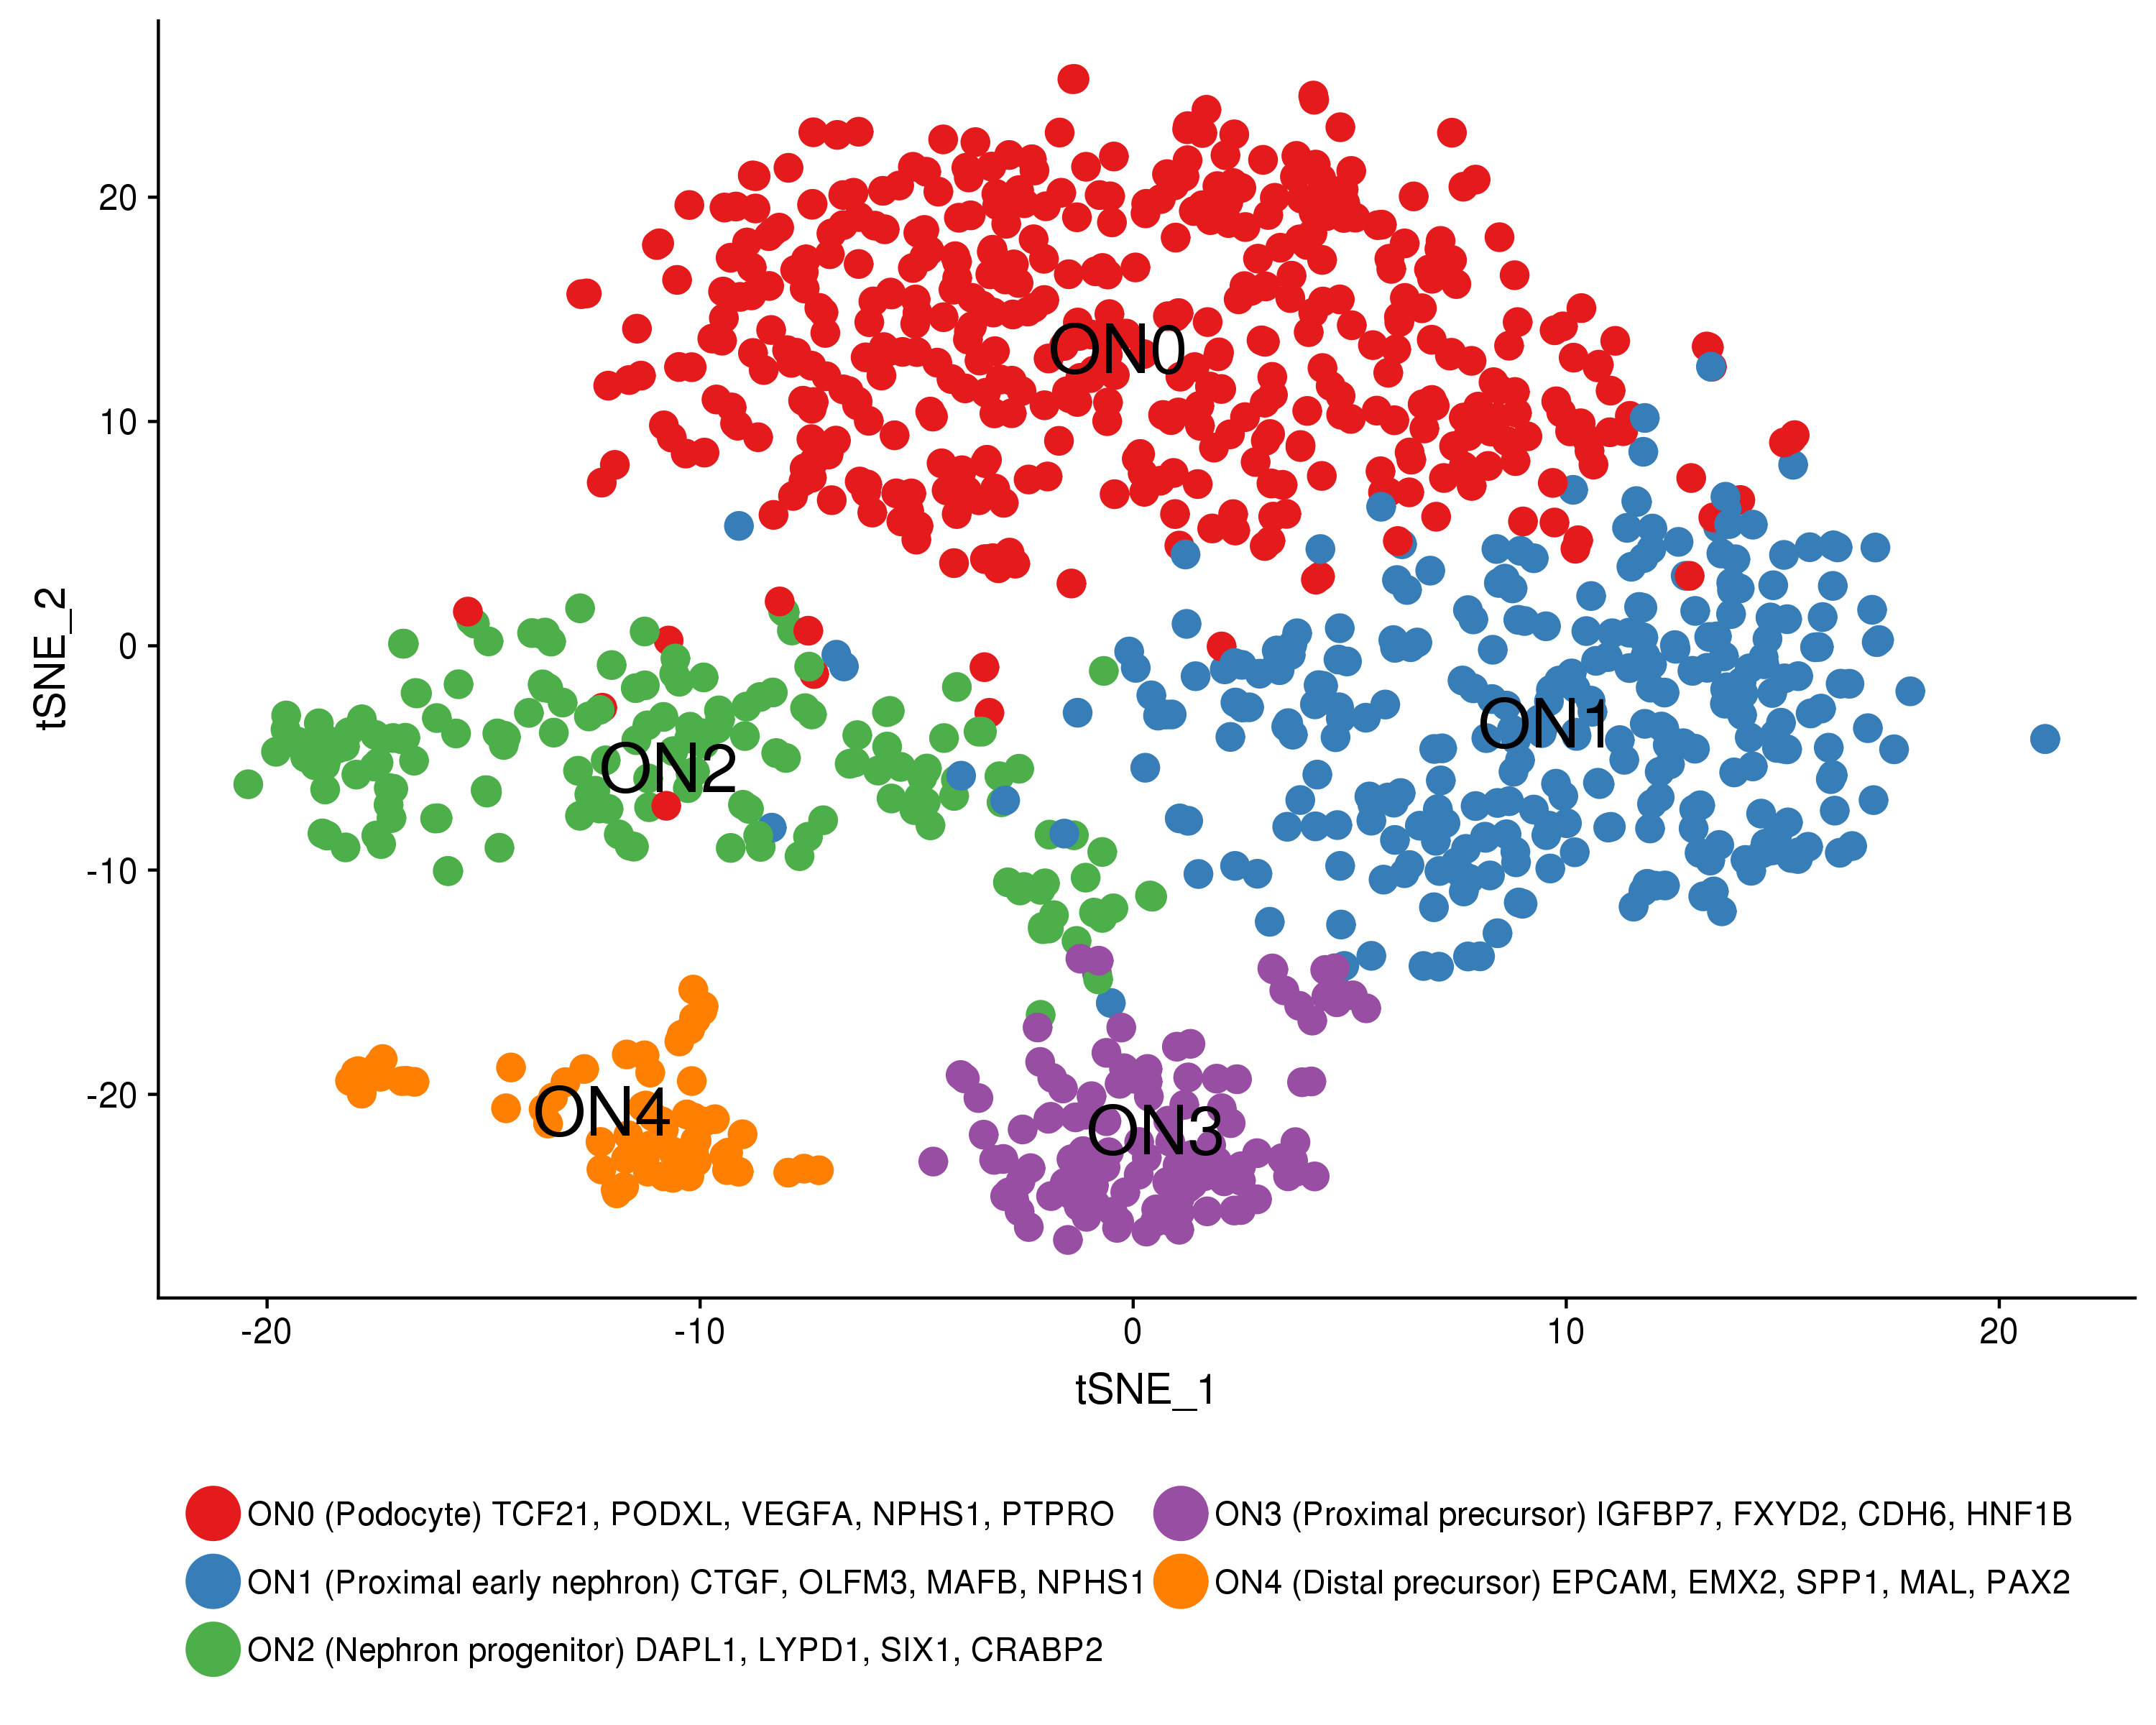 20
10
0
-10
-20
tSNE_2
ON0
ON1
ON2
ON4
ON3
-20
-10
0
10
20
tSNE_1
ON0 (Podocyte) TCF21, PODXL, VEGFA, NPHS1, PTPRO
ON1 (Proximal early nephron) CTGF, OLFM3, MAFB, NPHS1
ON2 (Nephron progenitor) DAPL1, LYPD1, SIX1, CRABP2
ON3 (Proximal precursor) IGFBP7, FXYD2, CDH6, HNF1B
ON4 (Distal precursor) EPCAM, EMX2, SPP1, MAL, PAX2